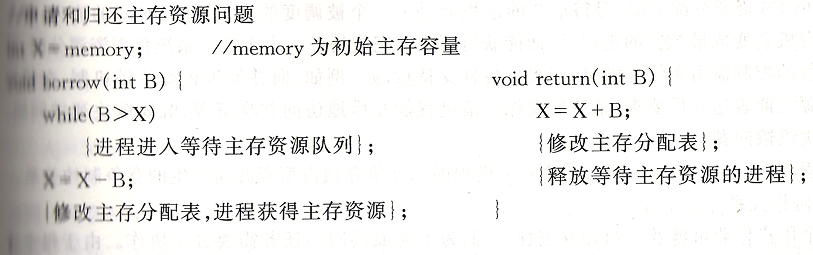 //申请和归还主存资源问题
int X=memory; //memory 为初始主存容量
void borrow(int B) {
while(B>X)
{进程进入等待主存资源队列};
X=X-B;
{修改主存分配表,进程获得主存资源};
void return(int B) {
X=X+B;
{修改主存分配表};
{释放等待主存资源的进程};
}